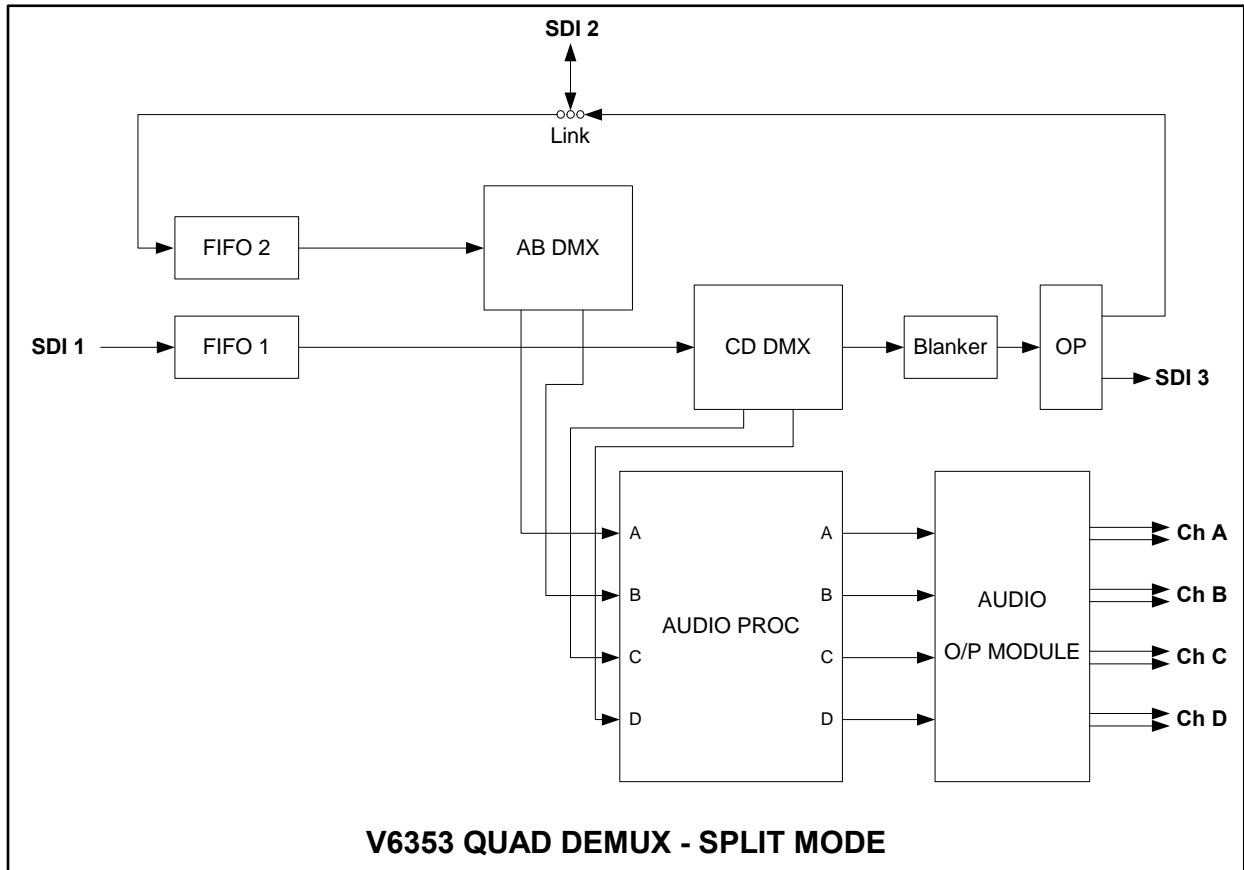 SDI 2
Link
FIFO 2
AB DMX
SDI 1
FIFO 1
CD DMX
Blanker
OP
SDI 3
A
A
Ch A
B
B
AUDIO
Ch B
AUDIO PROC
C
C
O/P MODULE
Ch C
D
D
Ch D
V6353 QUAD DEMUX - SPLIT MODE